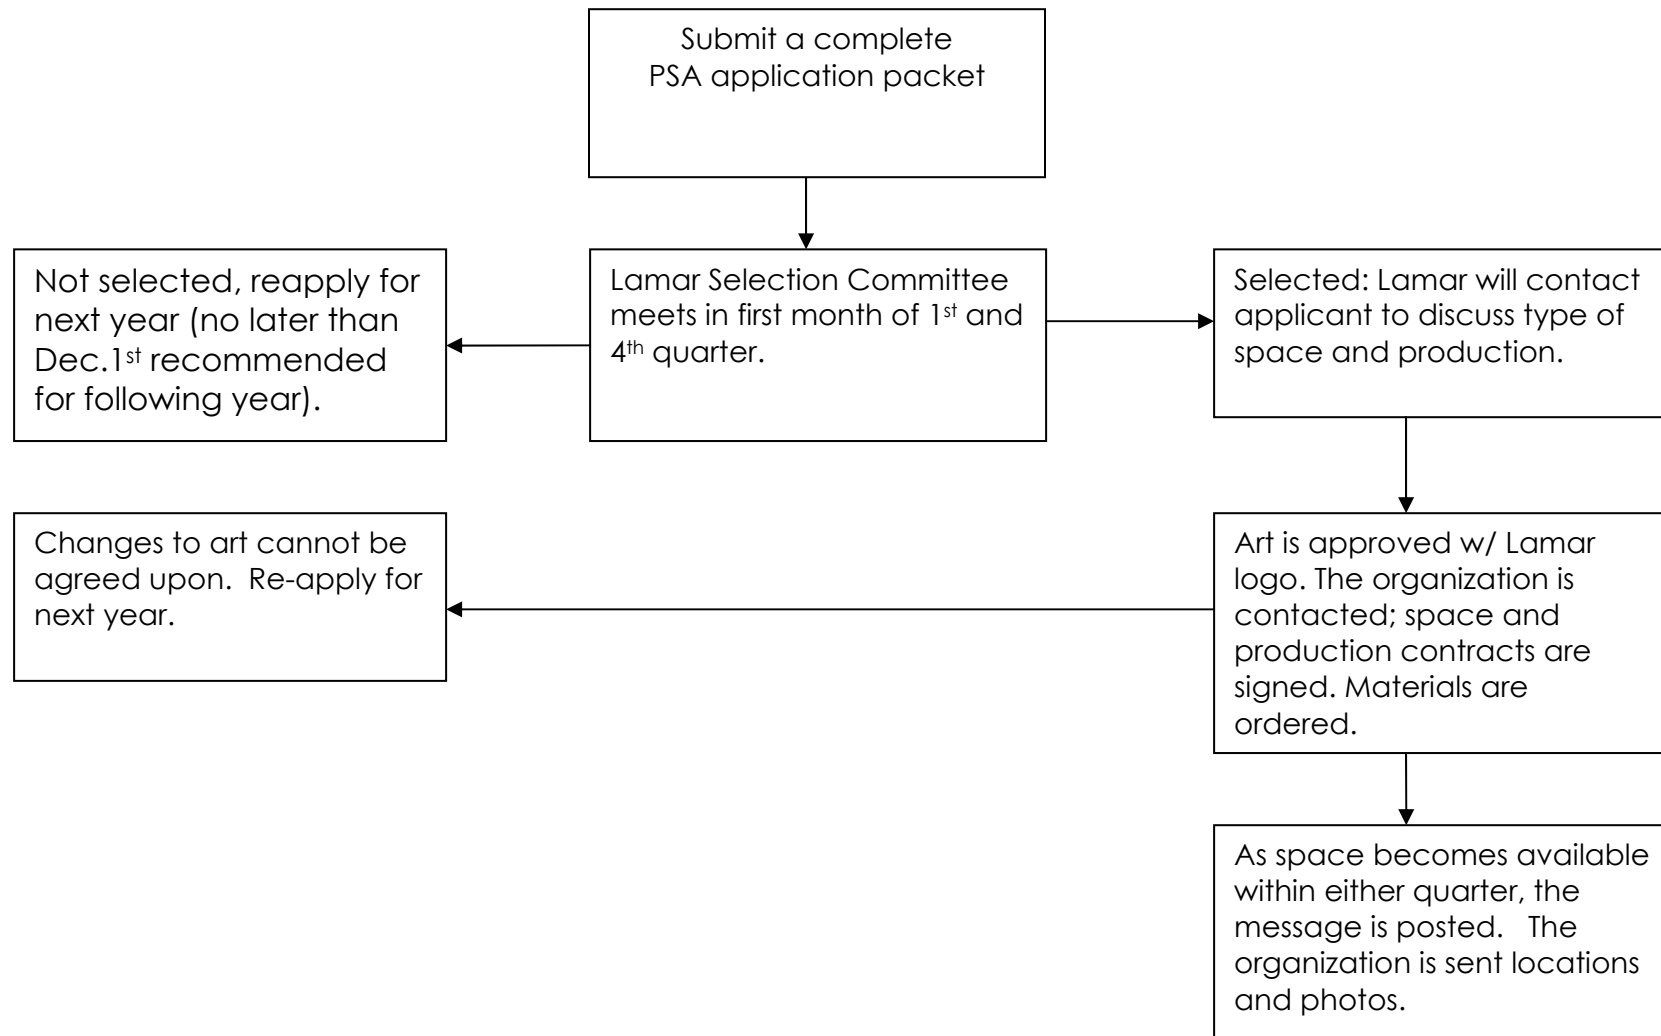 Submit a complete
PSA application packet
Not selected, reapply for
next year (no later than
Dec.1st recommended
for following year).
Lamar Selection Committee
meets in first month of 1st and
4th quarter.
Selected: Lamar will contact
applicant to discuss type of
space and production.
Changes to art cannot be
agreed upon.  Re-apply for
next year.
Art is approved w/ Lamar
logo. The organization is
contacted; space and
production contracts are
signed. Materials are
ordered.
As space becomes available
within either quarter, the
message is posted.   The
organization is sent locations
and photos.